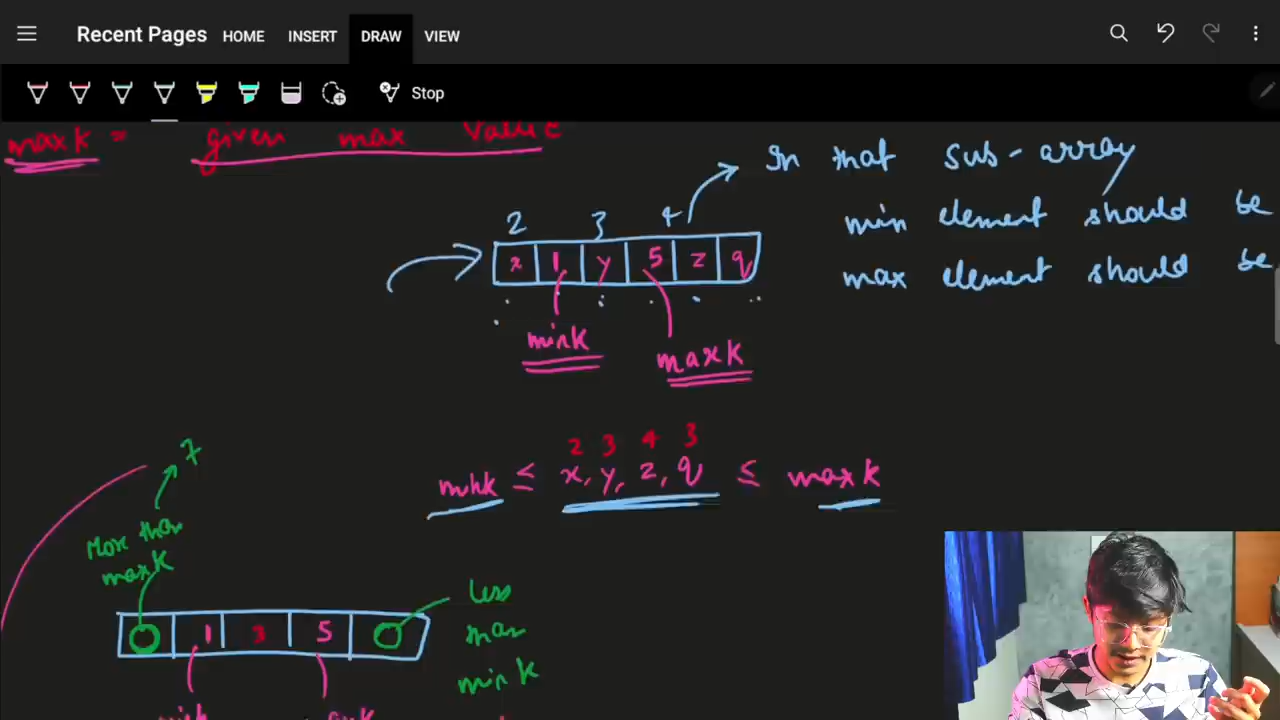 Recent Pages HOME INSERT DRAW VIEW
Stop
maxk = given max value
In that sub-array
min element should be
max element should be
2 3 4
x 1 y 5 z q
mink
maxk
2 3 4 3
mink ≤ x, y, z, q ≤ maxk
7
More than
maxk
1 3 5
less
than
mink
mink